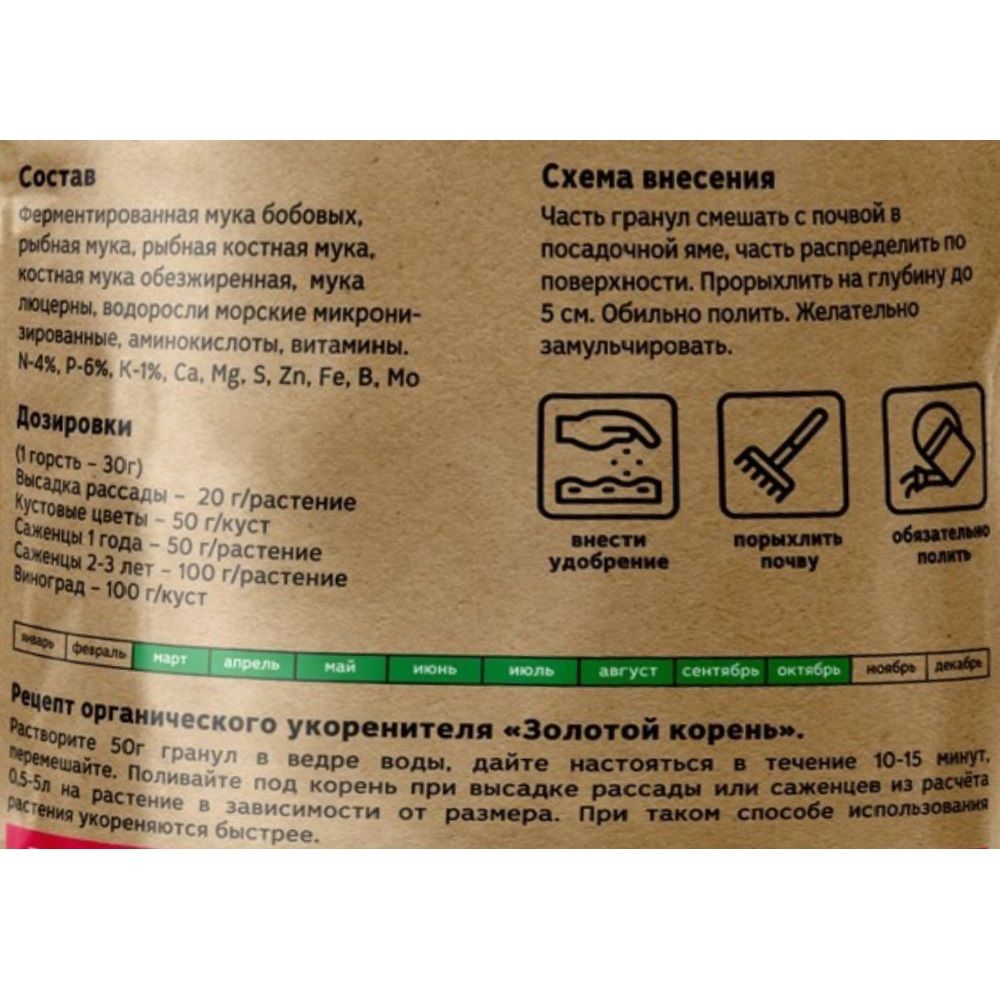 Состав
Ферментированная мука бобовых,
рыбная мука, рыбная костная мука,
костная мука обезжиренная, мука
люцерны, водоросли морские микрони-
зированные, аминокислоты, витамины.
N-4%, P-6%, K-1%, Ca, Mg, S, Zn, Fe, B, Mo
Дозировки
(1 горсть – 30г)
Высадка рассады – 20 г/растение
Кустовые цветы – 50 г/куст
Саженцы 1 года – 50 г/растение
Саженцы 2-3 лет – 100 г/растение
Виноград – 100 г/куст
Схема внесения
Часть гранул смешать с почвой в
посадочной яме, часть распределить по
поверхности. Прорыхлить на глубину до
5 см. Обильно полить. Желательно
замульчировать.
внести
удобрение
порыхлить
почву
обязательно
полить
январь февраль март апрель май июнь июль август сентябрь октябрь ноябрь декабрь
Рецепт органического укоренителя «Золотой корень».
Растворите 50г гранул в ведре воды, дайте настояться в течение 10-15 минут,
перемешайте. Поливайте под корень при высадке рассады или саженцев из расчёта
0,5-5л на растение в зависимости от размера. При таком способе использования
растения укореняются быстрее.